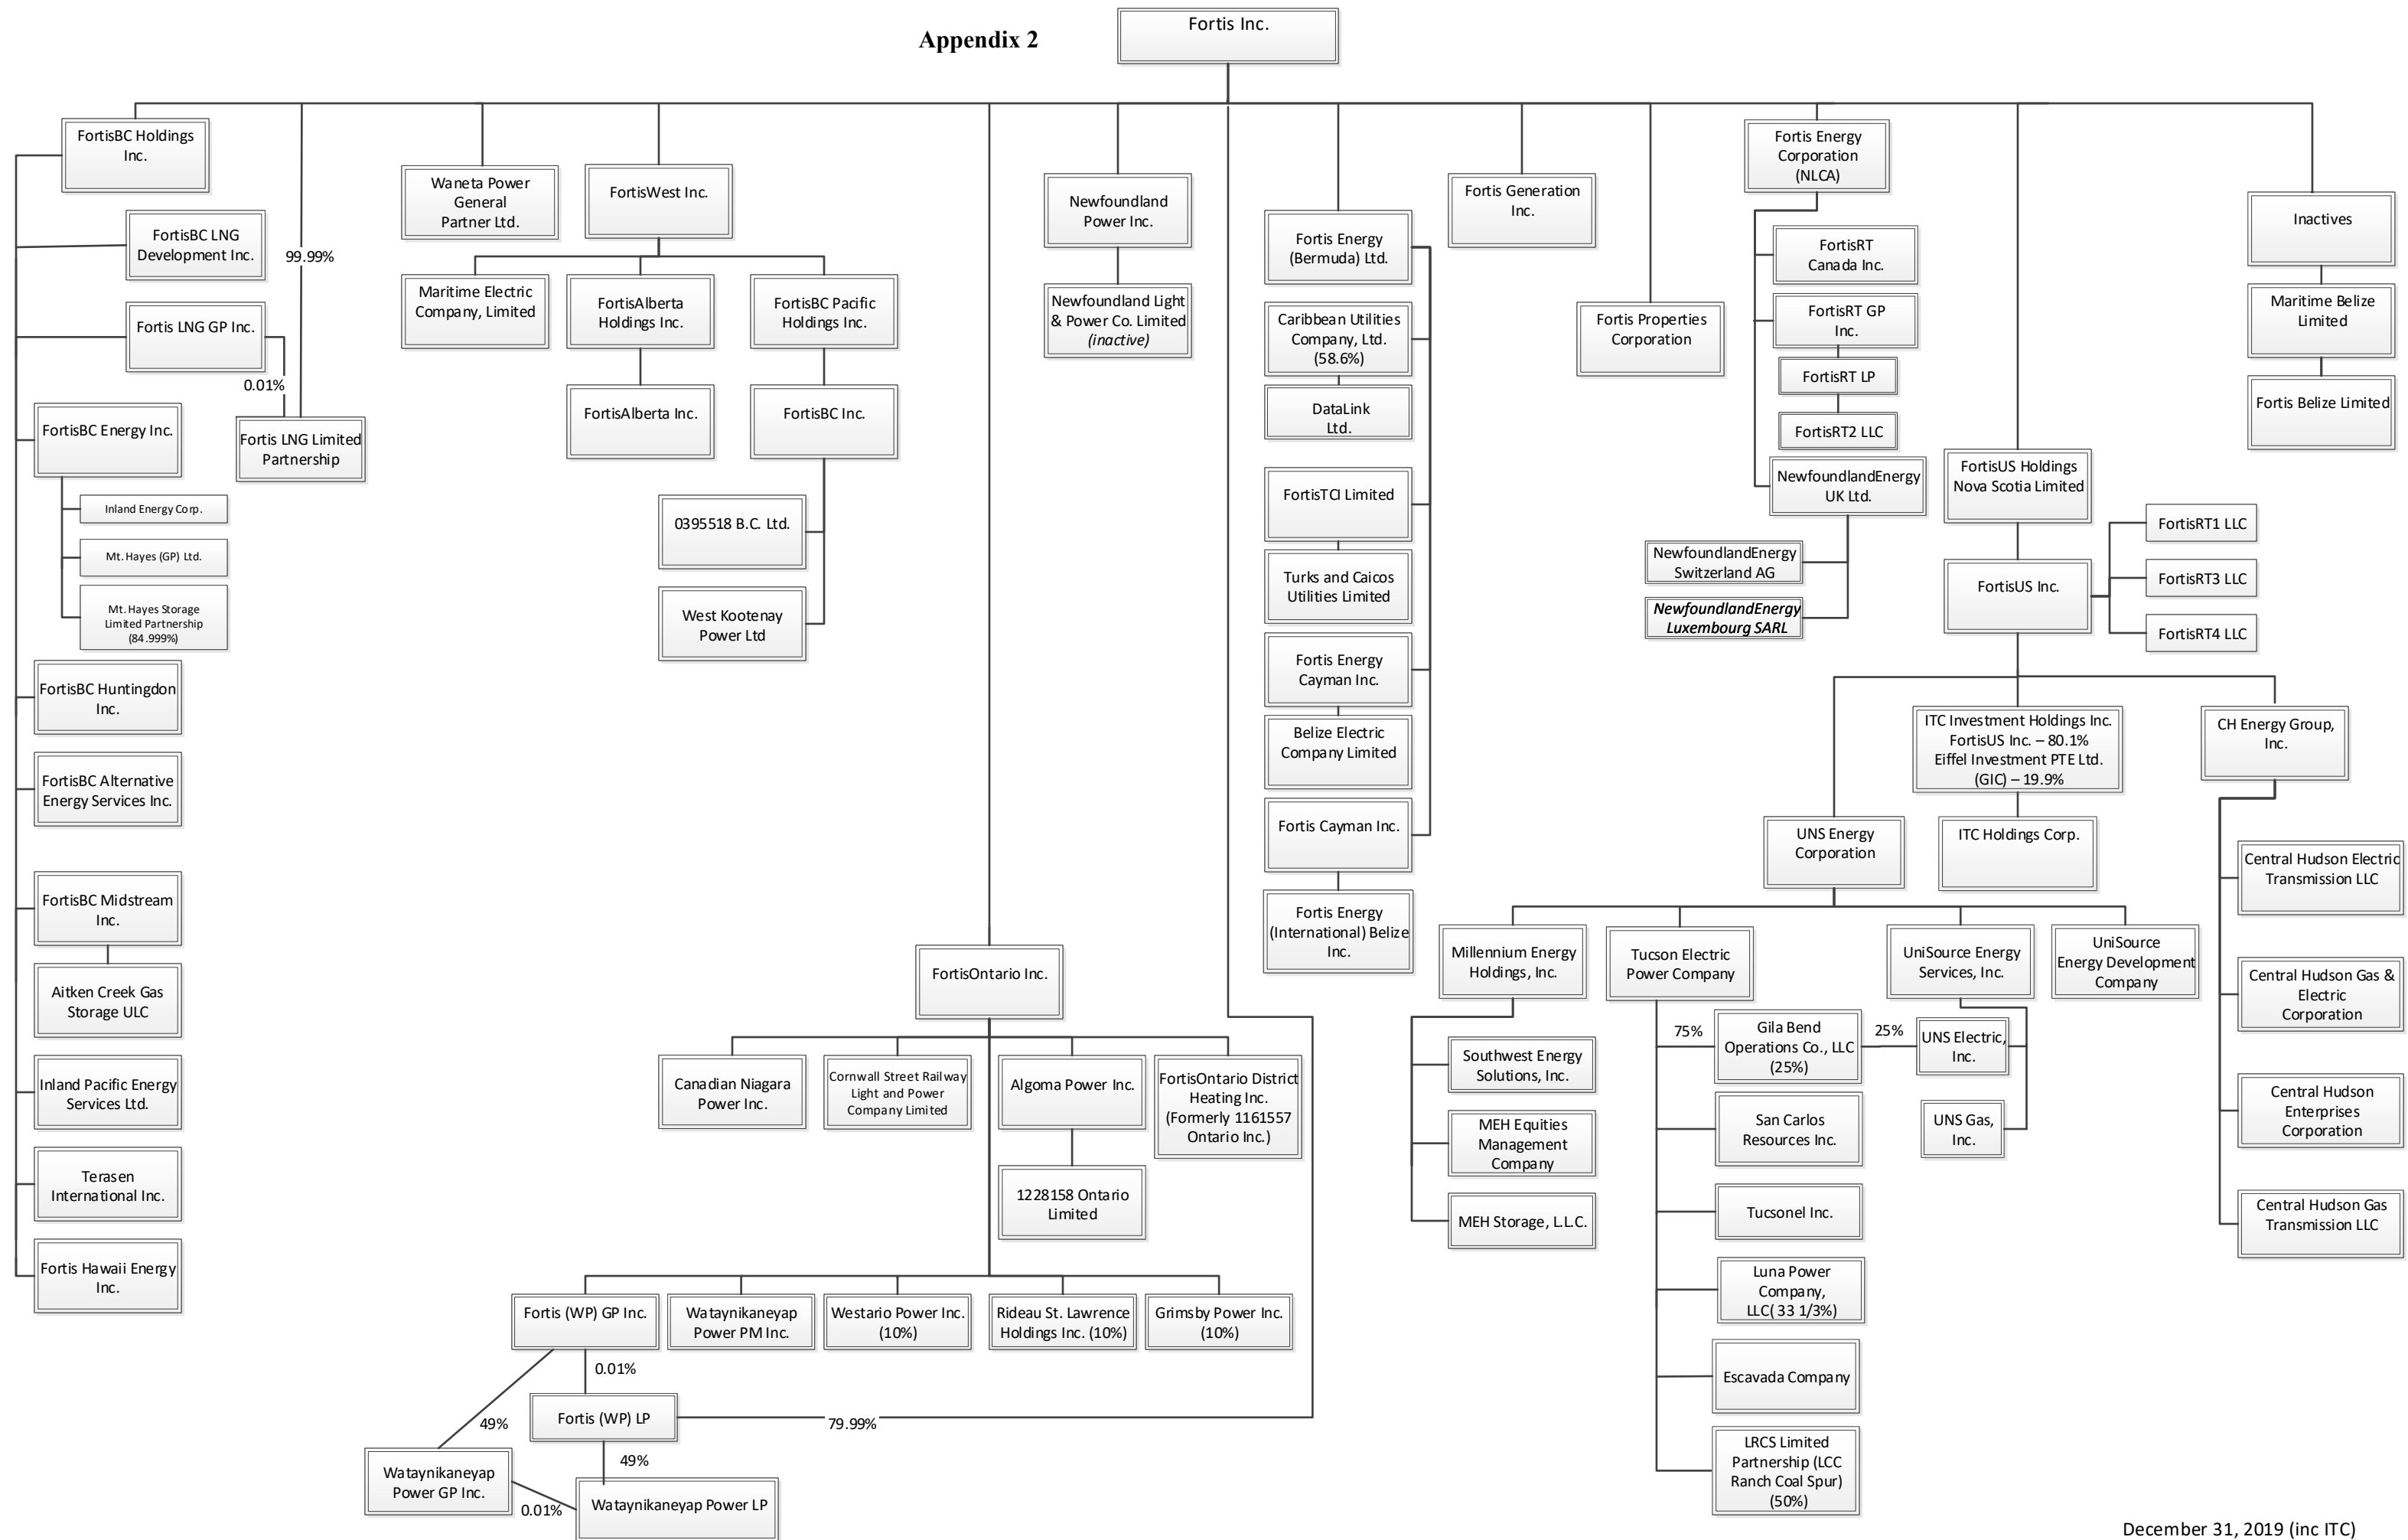 Appendix 2
Fortis Inc.
FortisBC Holdings
Inc.
FortisBC LNG
Development Inc.
99.99%
Fortis LNG GP Inc.
0.01%
Fortis LNG Limited
Partnership
FortisBC Energy Inc.
Inland Energy Corp.
Mt. Hayes (GP) Ltd.
Mt. Hayes Storage
Limited Partnership
(84.999%)
FortisBC Huntingdon
Inc.
FortisBC Alternative
Energy Services Inc.
FortisBC Midstream
Inc.
Aitken Creek Gas
Storage ULC
Inland Pacific Energy
Services Ltd.
Terasen
International Inc.
Fortis Hawaii Energy
Inc.
Waneta Power
General
Partner Ltd.
FortisWest Inc.
Maritime Electric
Company, Limited
FortisAlberta
Holdings Inc.
FortisBC Pacific
Holdings Inc.
FortisAlberta Inc.
FortisBC Inc.
0395518 B.C. Ltd.
West Kootenay
Power Ltd
FortisOntario Inc.
Canadian Niagara
Power Inc.
Cornwall Street Railway
Light and Power
Company Limited
Algoma Power Inc.
FortisOntario District
Heating Inc.
(Formerly 1161557
Ontario Inc.)
1228158 Ontario
Limited
Fortis (WP) GP Inc.
Wataynikaneyap
Power PM Inc.
Westario Power Inc.
(10%)
Rideau St. Lawrence
Holdings Inc. (10%)
Grimsby Power Inc.
(10%)
0.01%
Fortis (WP) LP
79.99%
49%
49%
Wataynikaneyap
Power GP Inc.
0.01%
Wataynikaneyap Power LP
Newfoundland
Power Inc.
Newfoundland Light
& Power Co. Limited
(inactive)
Fortis Energy
(Bermuda) Ltd.
Caribbean Utilities
Company, Ltd.
(58.6%)
DataLink
Ltd.
FortisTCI Limited
Turks and Caicos
Utilities Limited
Fortis Energy
Cayman Inc.
Belize Electric
Company Limited
Fortis Cayman Inc.
Fortis Energy
(International) Belize
Inc.
Fortis Generation
Inc.
Fortis Properties
Corporation
Fortis Energy
Corporation
(NLCA)
FortisRT
Canada Inc.
FortisRT GP
Inc.
FortisRT LP
FortisRT2 LLC
NewfoundlandEnergy
UK Ltd.
NewfoundlandEnergy
Switzerland AG
NewfoundlandEnergy
Luxembourg SARL
FortisUS Holdings
Nova Scotia Limited
FortisUS Inc.
FortisRT1 LLC
FortisRT3 LLC
FortisRT4 LLC
Inactives
Maritime Belize
Limited
Fortis Belize Limited
ITC Investment Holdings Inc.
FortisUS Inc. – 80.1%
Eiffel Investment PTE Ltd.
(GIC) – 19.9%
ITC Holdings Corp.
CH Energy Group,
Inc.
Central Hudson Electric
Transmission LLC
Central Hudson Gas &
Electric
Corporation
Central Hudson
Enterprises
Corporation
Central Hudson Gas
Transmission LLC
UNS Energy
Corporation
Millennium Energy
Holdings, Inc.
Southwest Energy
Solutions, Inc.
MEH Equities
Management
Company
MEH Storage, L.L.C.
Tucson Electric
Power Company
75%
Gila Bend
Operations Co., LLC
(25%)
25%
San Carlos
Resources Inc.
Tucsonel Inc.
Luna Power
Company,
LLC( 33 1/3%)
Escavada Company
LRCS Limited
Partnership (LCC
Ranch Coal Spur)
(50%)
UniSource Energy
Services, Inc.
UNS Electric,
Inc.
UNS Gas,
Inc.
UniSource
Energy Development
Company
December 31, 2019 (inc ITC)